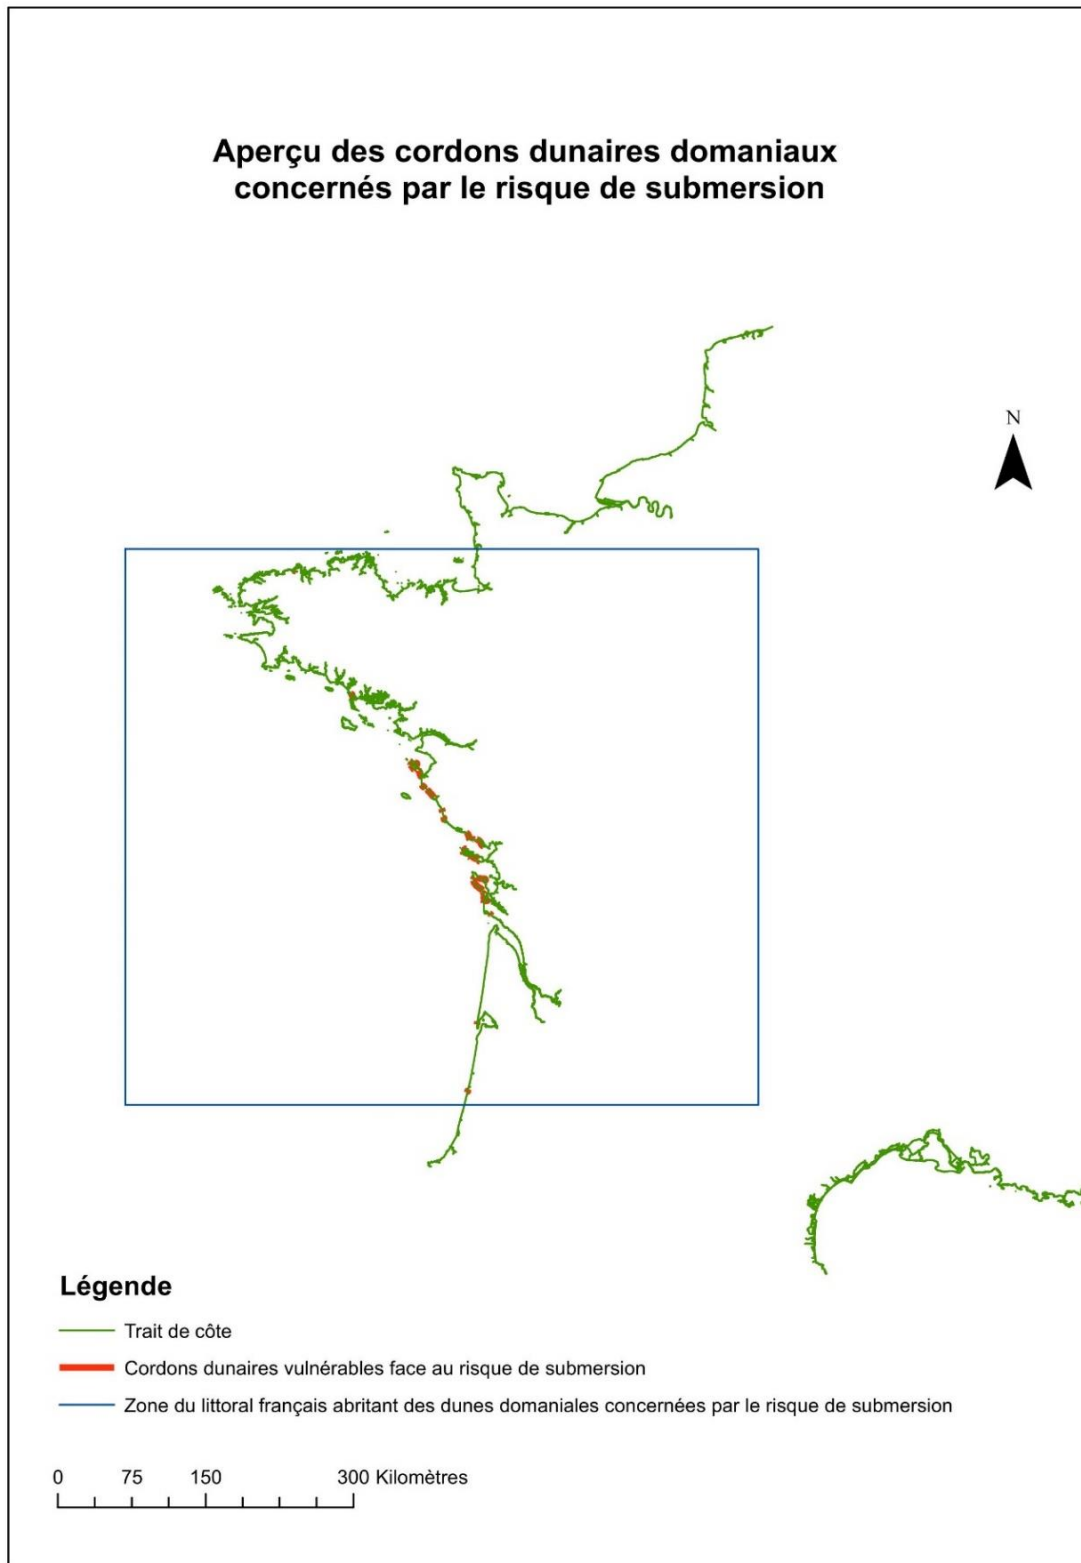 Aperçu des cordons dunaires domaniaux
concernés par le risque de submersion
N
Légende
Trait de côte
Cordons dunaires vulnérables face au risque de submersion
Zone du littoral français abritant des dunes domaniales concernées par le risque de submersion
0 75 150 300 Kilomètres